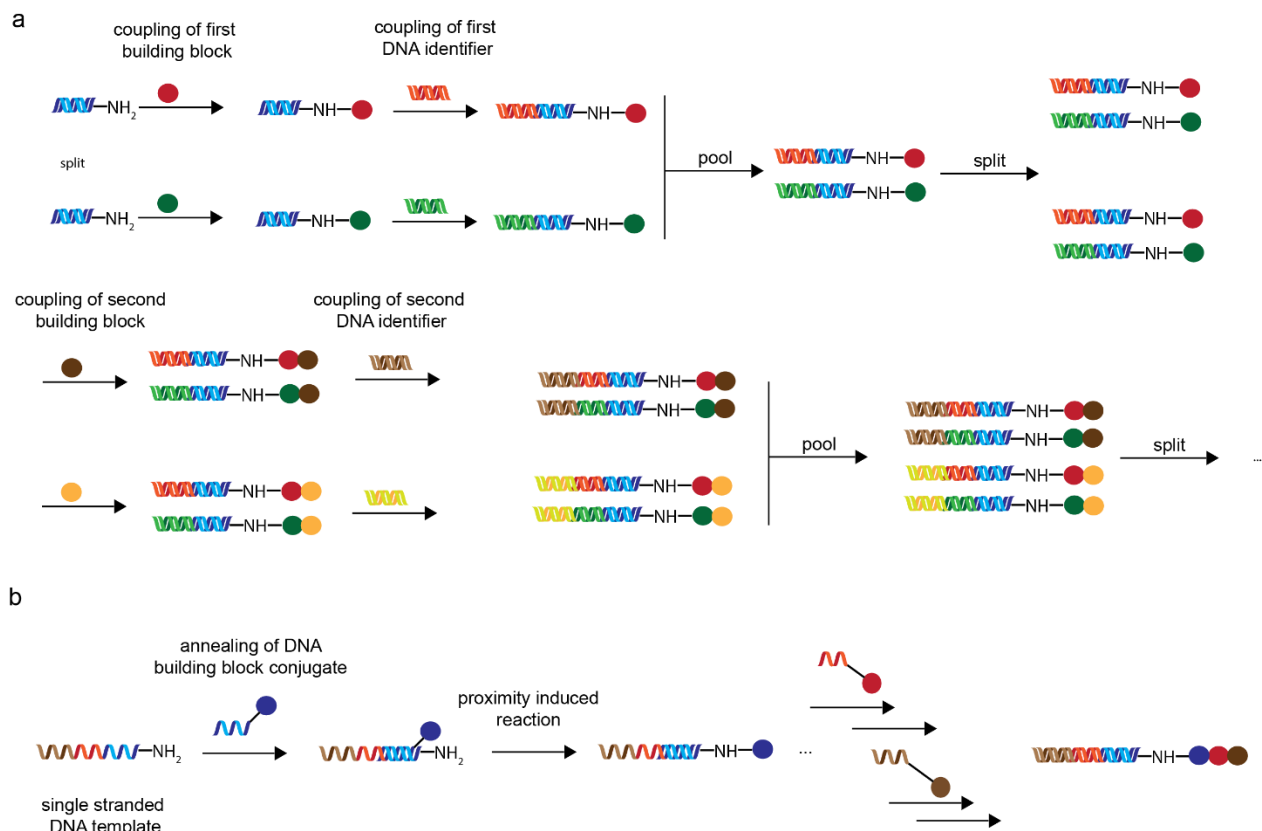 a
coupling of first
building block
coupling of first
DNA identifier
NH2
NH
NH
NH
NH
pool
NH
split
NH
split
NH2
NH
NH
NH
NH
NH
coupling of second
building block
coupling of second
DNA identifier
NH
NH
NH
NH
NH
NH
pool
NH
NH
split
...
NH
NH
NH
NH
NH
NH
b
annealing of DNA
building block conjugate
proximity induced
reaction
NH2
NH2
NH
...
NH
single stranded
DNA template